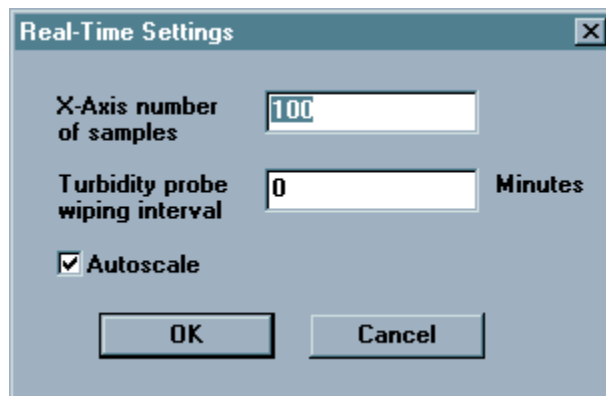 Real-Time Settings
X-Axis number
of samples
100
Turbidity probe
wiping interval
0
Minutes
Autoscale
OK
Cancel